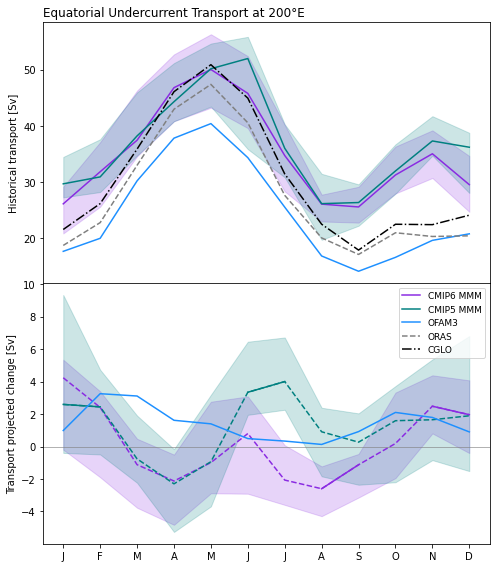 Equatorial Undercurrent Transport at 200°E
Historical transport [Sv]
50
40
30
20
Transport projected change [Sv]
10
8
6
4
2
0
−2
−4
CMIP6 MMM
CMIP5 MMM
OFAM3
ORAS
CGLO
J F M A M J J A S O N D